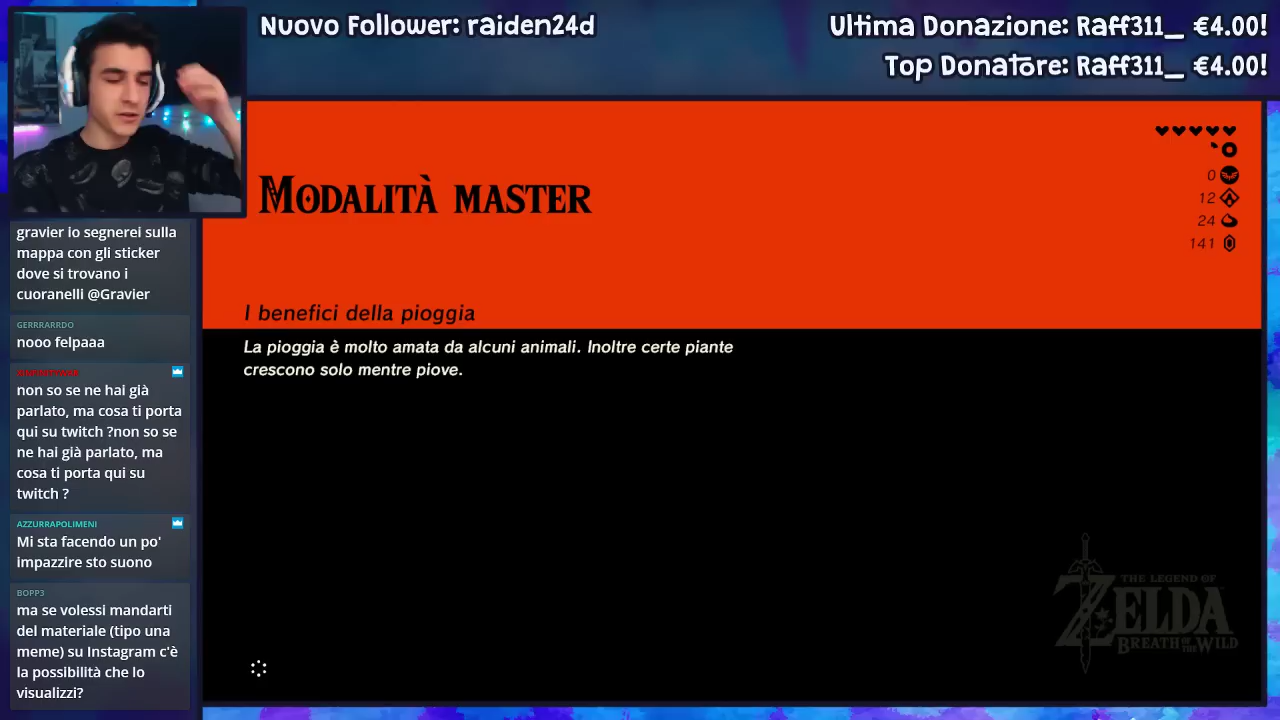 Nuovo Follower: raiden24d
Ultima Donazione: Raff311_ €4.00!
Top Donatore: Raff311_ €4.00!
MODALITÀ MASTER
0
12
24
141
I benefici della pioggia
La pioggia è molto amata da alcuni animali. Inoltre certe piante
crescono solo mentre piove.
gravier lo segnerei sulla
mappa con gli sticker
dove si trovano i
cuoranelli @Gravier
GERRRARRDO
nooo felpaaa
non so se ne hai già
parlato, ma cosa ti porta
qui su twitch ?non so se
ne hai già parlato, ma
cosa ti porta qui su
twitch ?
AZZURRAPOLIMENI
Mi sta facendo un po'
impazzire sto suono
BOPP3
ma se volessi mandarti
del materiale (tipo una
meme) su Instagram c'è
la possibilità che lo
visualizzi?
THE LEGEND OF
ZELDA
BREATH OF THE WILD